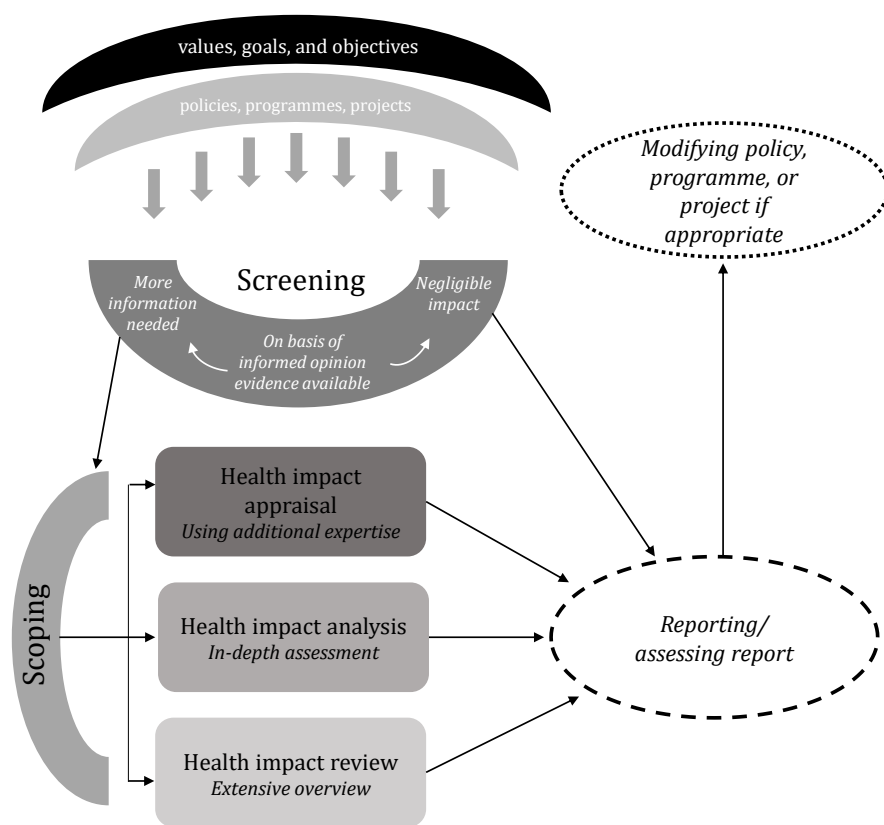 values, goals, and objectives
policies, programmes, projects
Modifying policy,
programme, or
project if
appropriate
Screening
More
information
needed
Negligible
impact
On basis of
informed opinion
evidence available
Scoping
Health impact
appraisal
Using additional expertise
Health impact analysis
In-depth assessment
Health impact review
Extensive overview
Reporting/
assessing report